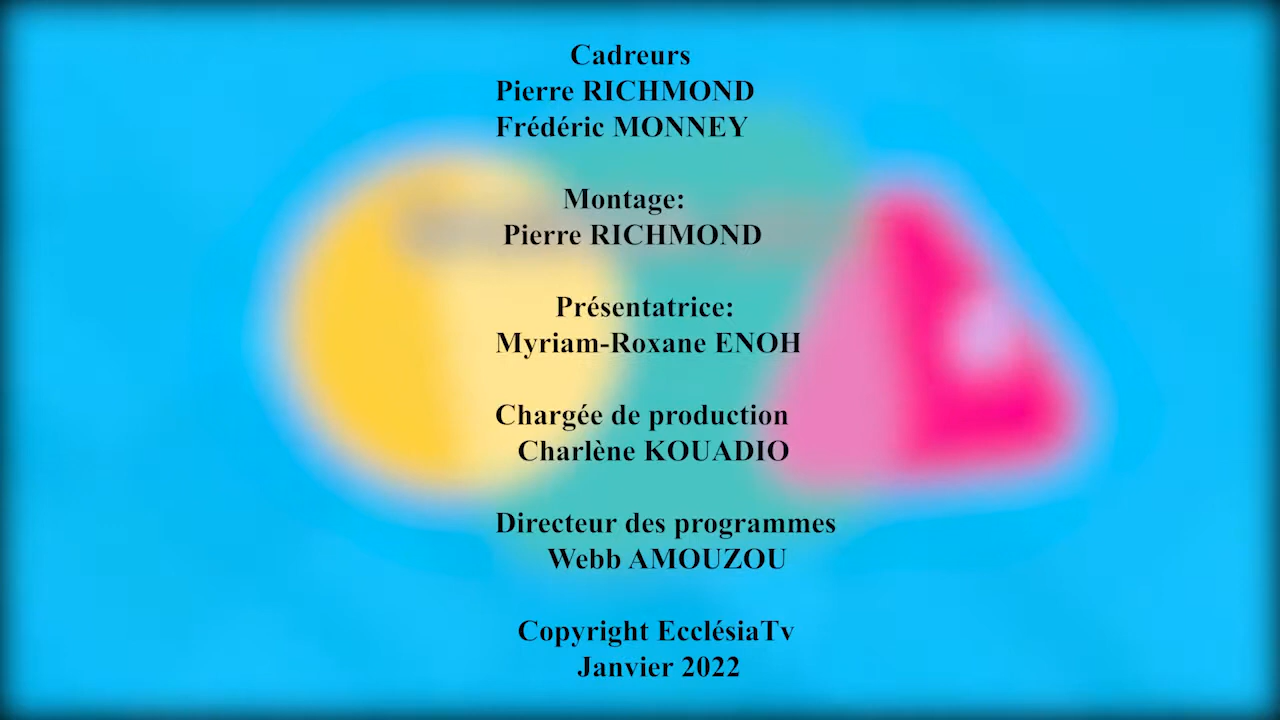 Cadreurs
Pierre RICHMOND
Frédéric MONNEY
Montage:
Pierre RICHMOND
Présentatrice:
Myriam-Roxane ENOH
Chargée de production
Charlène KOUADIO
Directeur des programmes
Webb AMOUZOU
Copyright EcclésiaTv
Janvier 2022